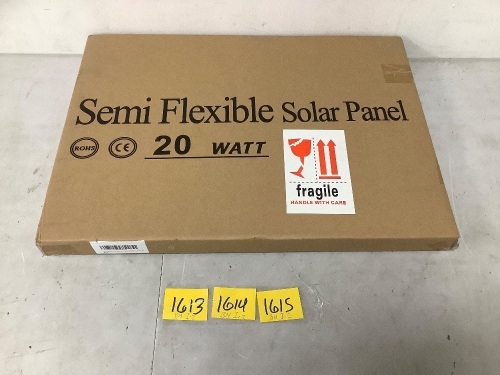 Semi Flexible Solar Panel
ROHS CE 20 WATT
fragile
HANDLE WITH CARE
1613 1614 1615